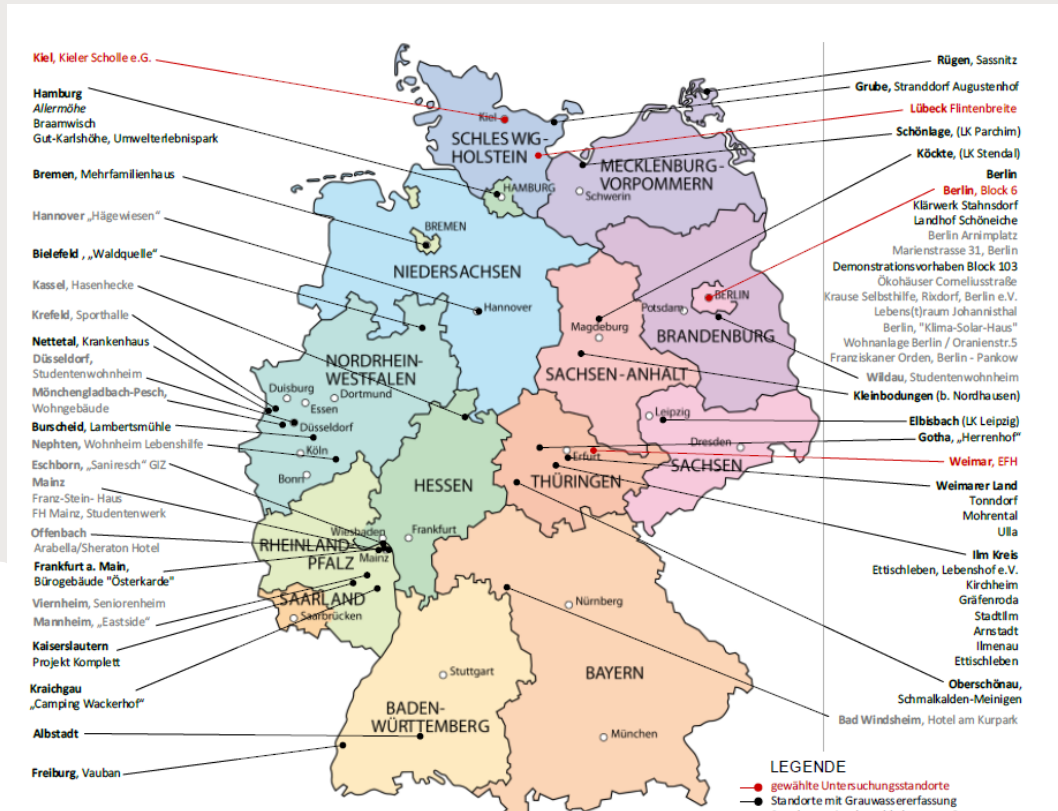 Kiel, Kieler Scholle e.G.
Hamburg
Allermöhe
Braamwisch
Gut-Karlshöhe, Umwelterlebnispark
Bremen, Mehrfamilienhaus
Hannover „Hägewiesen“
Bielefeld , „Waldquelle“
Kassel, Hasenhecke
Krefeld, Sporthalle
Nettetal, Krankenhaus
Düsseldorf,
Studentenwohnheim
Mönchengladbach-Pesch,
Wohngebäude
Burscheid, Lambertsmühle
Nephten, Wohnheim Lebenshilfe
Eschborn, „Saniresch“ GIZ
Mainz
Franz-Stein- Haus
FH Mainz, Studentenwerk
Offenbach
Arabella/Sheraton Hotel
Frankfurt a. Main,
Bürogebäude "Österkarde"
Viernheim, Seniorenheim
Mannheim, „Eastside“
Kaiserslautern
Projekt Komplett
Kraichgau
„Camping Wackerhof“
Albstadt
Freiburg, Vauban
Kiel
SCHLESWIG-
HOLSTEIN
HAMBURG
MECKLENBURG-
VORPOMMERN
Schwerin
BREMEN
NIEDERSACHSEN
Hannover
Potsdam
BERLIN
BRANDENBURG
Magdeburg
SACHSEN-ANHALT
NORDRHEIN-
WESTFALEN
Duisburg
Dortmund
Essen
Düsseldorf
Köln
Bonn
Leipzig
Dresden
SACHSEN
Erfurt
THÜRINGEN
HESSEN
Wiesbaden
Frankfurt
Mainz
RHEINLAND-
PFALZ
SAARLAND
Saarbrücken
Nürnberg
BAYERN
Stuttgart
BADEN-
WÜRTTEMBERG
München
Rügen, Sassnitz
Grube, Stranddorf Augustenhof
Lübeck Flintenbreite
Schönlage, (LK Parchim)
Köckte, (LK Stendal)
Berlin
Berlin, Block 6
Klärwerk Stahnsdorf
Landhof Schöneiche
Berlin Arnimplatz
Marienstrasse 31, Berlin
Demonstrationsvorhaben Block 103
Ökohäuser Corneliusstraße
Krause Selbsthilfe, Rixdorf, Berlin e.V.
Lebens(t)raum Johannisthal
Berlin, "Klima-Solar-Haus"
Wohnanlage Berlin / Oranienstr.5
Franziskaner Orden, Berlin - Pankow
Wildau, Studentenwohnheim
Kleinbodungen (b. Nordhausen)
Elbisbach (LK Leipzig)
Gotha, „Herrenhof“
Weimar, EFH
Weimarer Land
Tonndorf
Mohrental
Ulla
Ilm Kreis
Ettischleben, Lebenshof e.V.
Kirchheim
Gräfenroda
Stadtilm
Arnstadt
Ilmenau
Ettischleben
Oberschönau,
Schmalkalden-Meinigen
Bad Windsheim, Hotel am Kurpark
LEGENDE
gewählte Untersuchungsstandorte
Standorte mit Grauwassererfassung